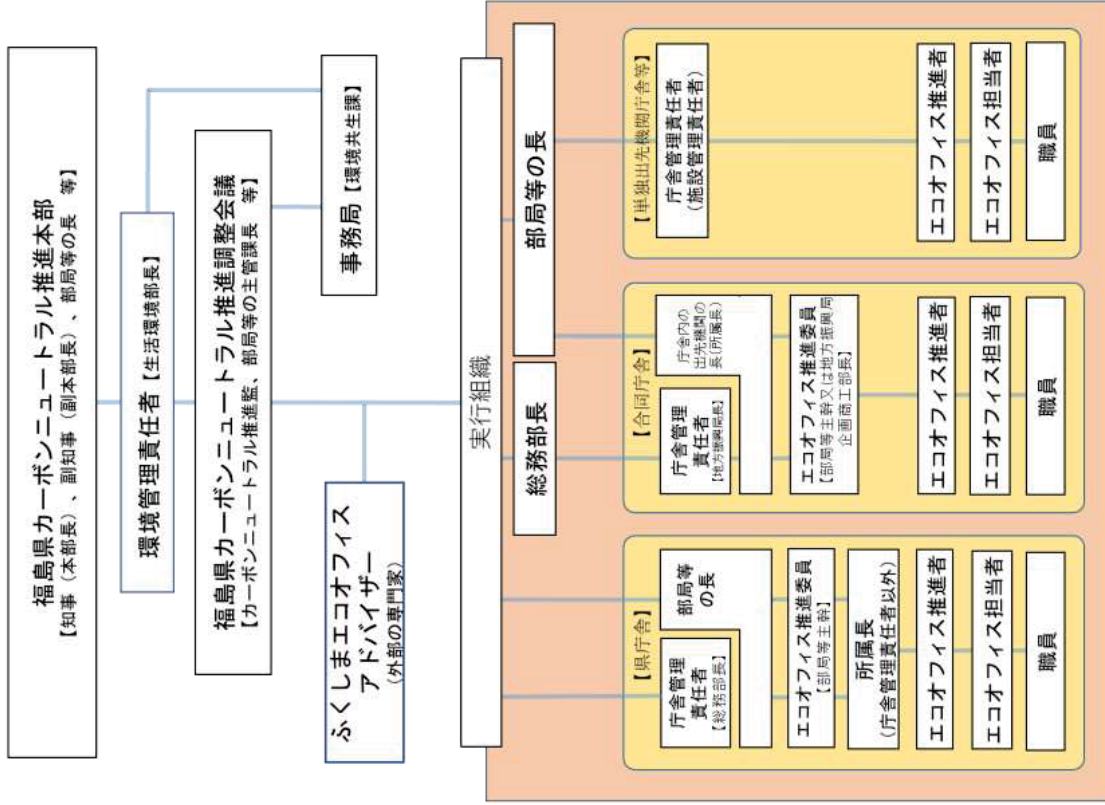 福島県カーボンニュートラル推進本部
【知事（本部長）、副知事（副本部長）、部局等の長　等】
環境管理責任者【生活環境部長】
福島県カーボンニュートラル推進調整会議
【カーボンニュートラル推進監、部局等の主管課長　等】
事務局【環境共生課】
ふくしまエコオフィス
アドバイザー
（外部の専門家）
実行組織
総務部長
部局等の長
【県庁舎】
庁舎管理
責任者
【総務部長】
部局等
の長
エコオフィス推進委員
【部局等主幹】
所属長
（庁舎管理責任者以外）
エコオフィス推進者
エコオフィス担当者
職員
【合同庁舎】
庁舎管理
責任者
【地方振興局長】
庁舎内の
出先機関の
長（所属長）
エコオフィス推進委員
【部局等主幹又は地方振興局
企画商工部長】
エコオフィス推進者
エコオフィス担当者
職員
【単独出先機関庁舎等】
庁舎管理責任者
（施設管理責任者）
エコオフィス推進者
エコオフィス担当者
職員